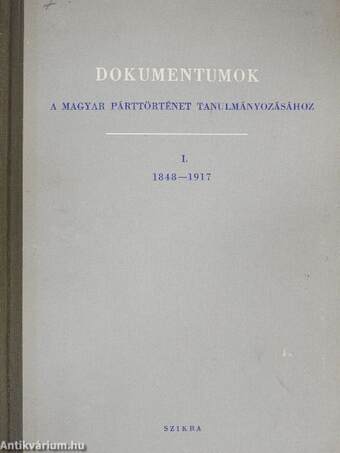 DOKUMENTUMOK
A MAGYAR PÁRTTÖRTÉNET TANULMÁNYOZÁSÁHOZ
I.
1848—1917
SZIKRA
Antikvárium.hu